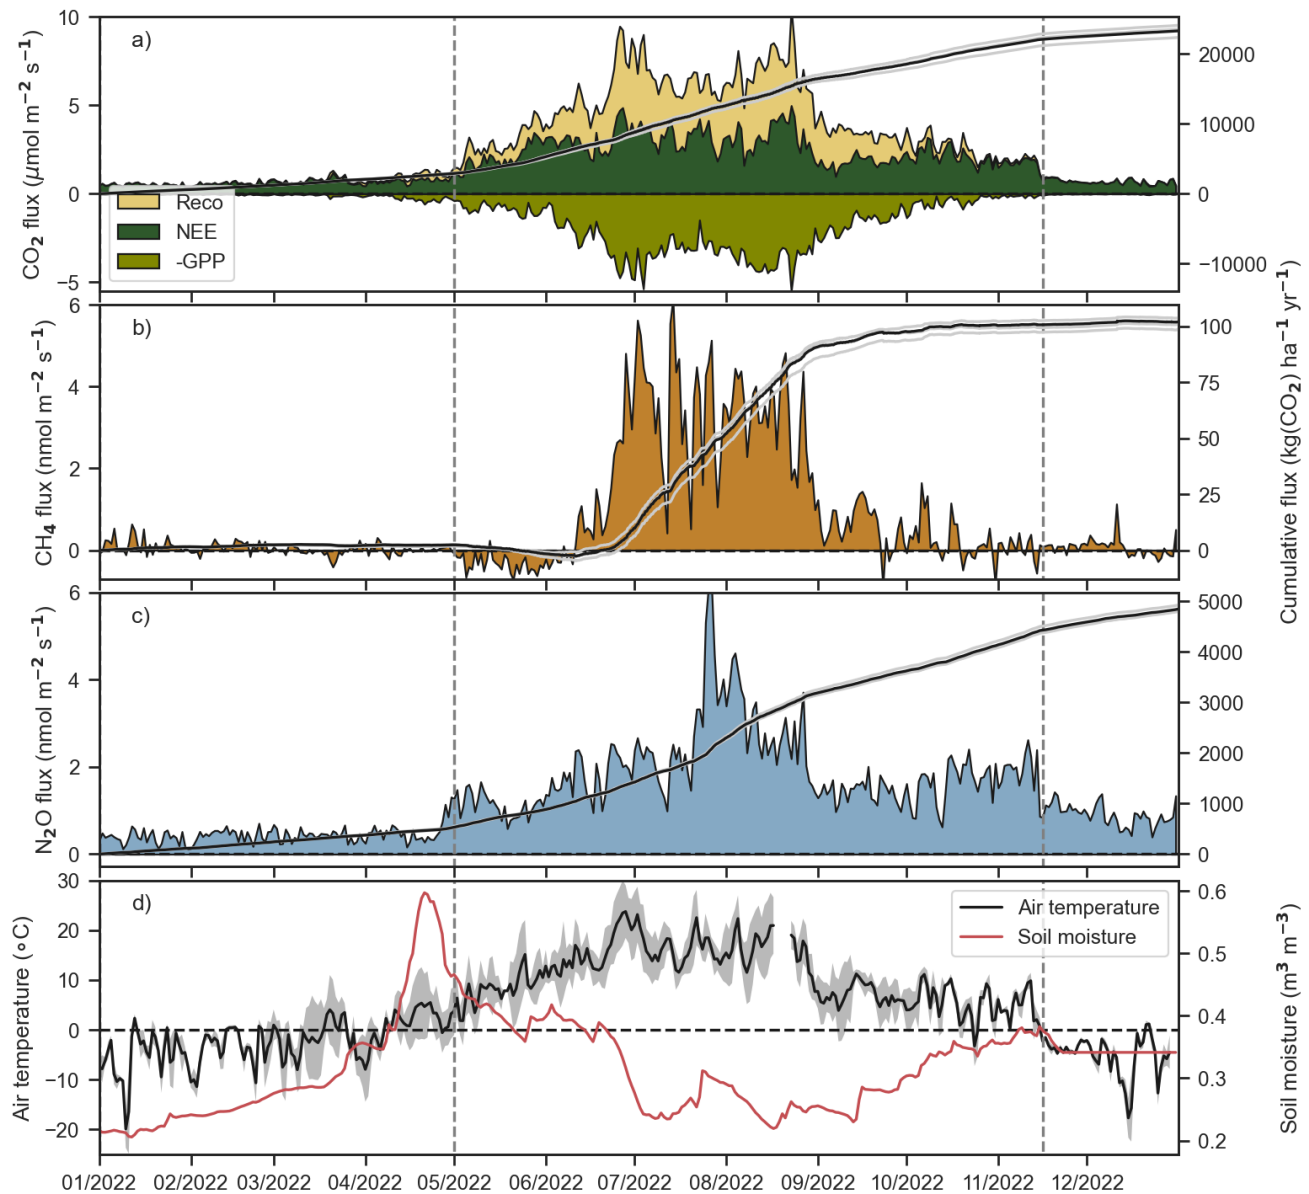 a)
10
5
0
−5
CO₂ flux (μmol m⁻² s⁻¹)
Reco
NEE
-GPP
20000
10000
0
−10000
b)
6
4
2
0
CH₄ flux (nmol m⁻² s⁻¹)
100
75
50
25
0
Cumulative flux (kg(CO₂) ha⁻¹ yr⁻¹)
c)
6
4
2
0
N₂O flux (nmol m⁻² s⁻¹)
5000
4000
3000
2000
1000
0
d)
30
20
10
0
−10
−20
Air temperature (∘C)
Air temperature
Soil moisture
0.6
0.5
0.4
0.3
0.2
Soil moisture (m³ m⁻³)
01/2022 02/2022 03/2022 04/2022 05/2022 06/2022 07/2022 08/2022 09/2022 10/2022 11/2022 12/2022